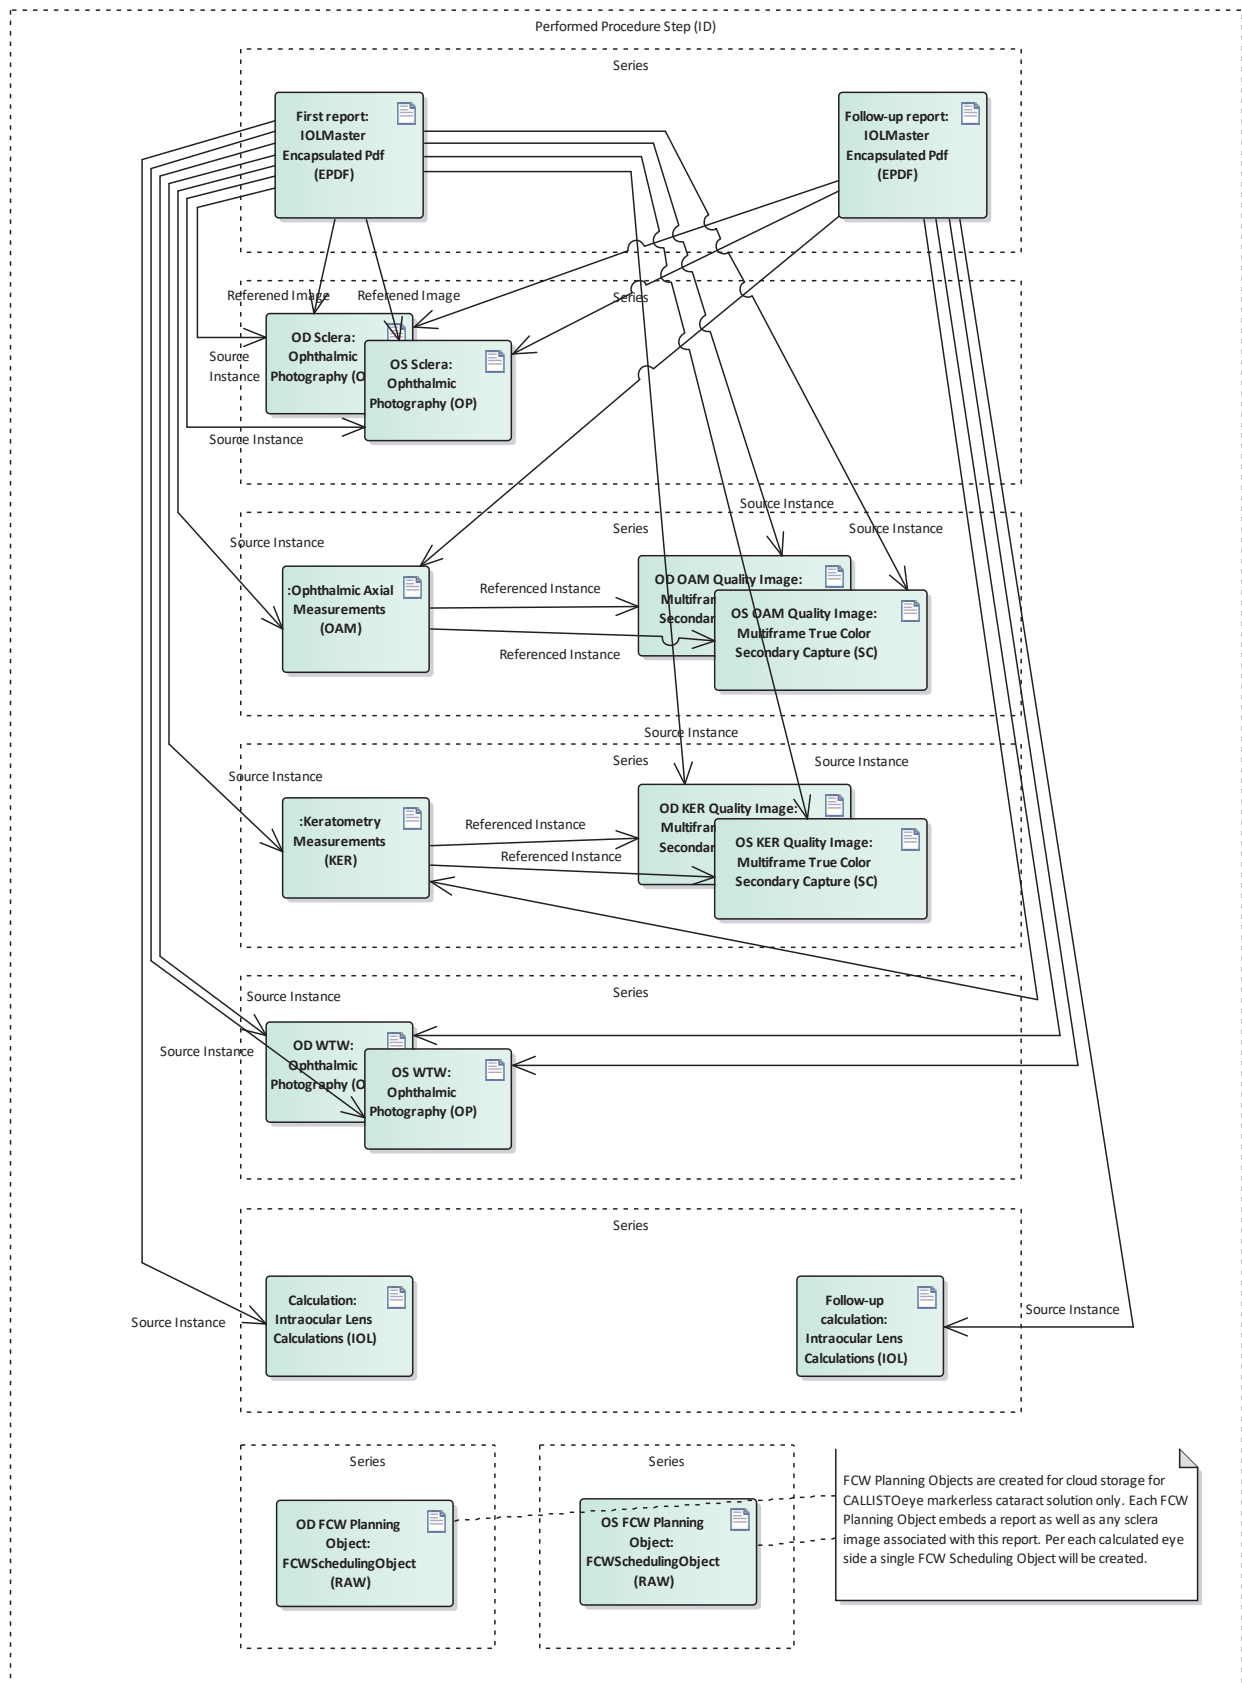 Performed Procedure Step (ID)
Series
First report:
IOLMaster
Encapsulated Pdf
(EPDF)
Follow-up report:
IOLMaster
Encapsulated Pdf
(EPDF)
Series
Referened Image
Referened Image
OD Sclera:
Ophthalmic
Photography (O
OS Sclera:
Ophthalmic
Photography (OP)
Source
Instance
Source Instance
Source Instance
Source Instance
Series
Source Instance
:Ophthalmic Axial
Measurements
(OAM)
Referenced Instance
Referenced Instance
OD OAM Quality Image:
Multifram
Secondar
OS OAM Quality Image:
Multiframe True Color
Secondary Capture (SC)
Source Instance
Series
Source Instance
Source Instance
:Keratometry
Measurements
(KER)
Referenced Instance
Referenced Instance
OD KER Quality Image:
Multifram
Secondar
OS KER Quality Image:
Multiframe True Color
Secondary Capture (SC)
Series
Source Instance
Source Instance
OD WTW:
Ophthalmic
Photography (O
OS WTW:
Ophthalmic
Photography (OP)
Series
Calculation:
Intraocular Lens
Calculations (IOL)
Source Instance
Follow-up
calculation:
Intraocular Lens
Calculations (IOL)
Source Instance
Series
OD FCW Planning
Object:
FCWSchedulingObject
(RAW)
Series
OS FCW Planning
Object:
FCWSchedulingObject
(RAW)
FCW Planning Objects are created for cloud storage for
CALLISTOeye markerless cataract solution only. Each FCW
Planning Object embeds a report as well as any sclera
image associated with this report. Per each calculated eye
side a single FCW Scheduling Object will be created.